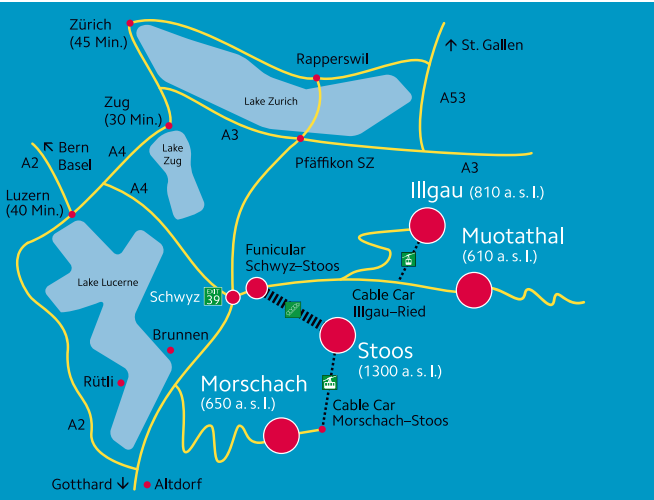 Zürich
(45 Min.)
↑ St. Gallen
Rapperswil
Lake Zurich
A53
Zug
(30 Min.)
A3
↖ Bern
Basel
A2
A4
Lake
Zug
Pfäffikon SZ
A3
A4
Luzern
(40 Min.)
Illgau (810 a. s. l.)
Muotathal
(610 a. s. l.)
Funicular
Schwyz–Stoos
Lake Lucerne
Schwyz
EXIT
39
Cable Car
Illgau–Ried
Brunnen
Stoos
(1300 a. s. l.)
Rütli
Morschach
(650 a. s. l.)
Cable Car
Morschach–Stoos
A2
Gotthard ↓
Altdorf